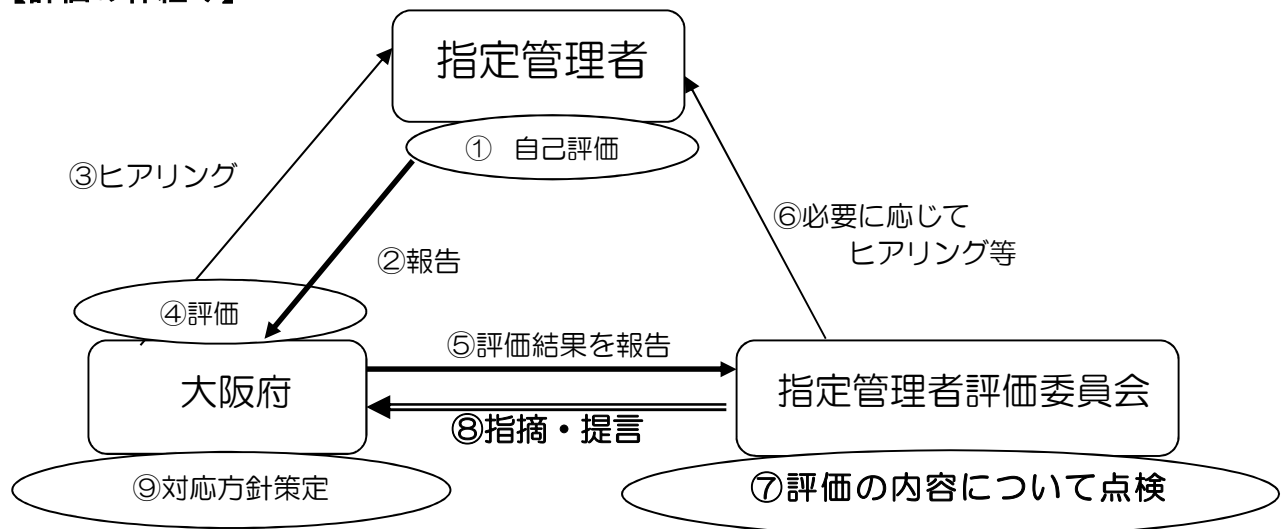 指定管理者
① 自己評価
③ヒアリング
②報告
⑥必要に応じて
ヒアリング等
④評価
⑤評価結果を報告
大阪府
指定管理者評価委員会
⑧指摘・提言
⑨対応方針策定
⑦評価の内容について点検